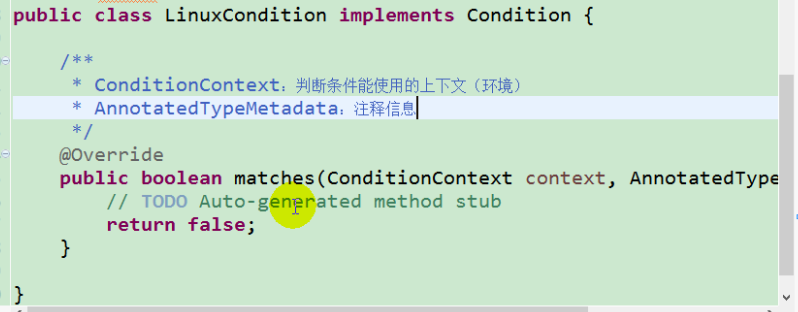 public class LinuxCondition implements Condition {
/**
* ConditionContext：判断条件能使用的上下文（环境）
* AnnotatedTypeMetadata：注释信息
*/
@Override
public boolean matches(ConditionContext context, AnnotatedType
// TODO Auto-generated method stub
return false;
}
}